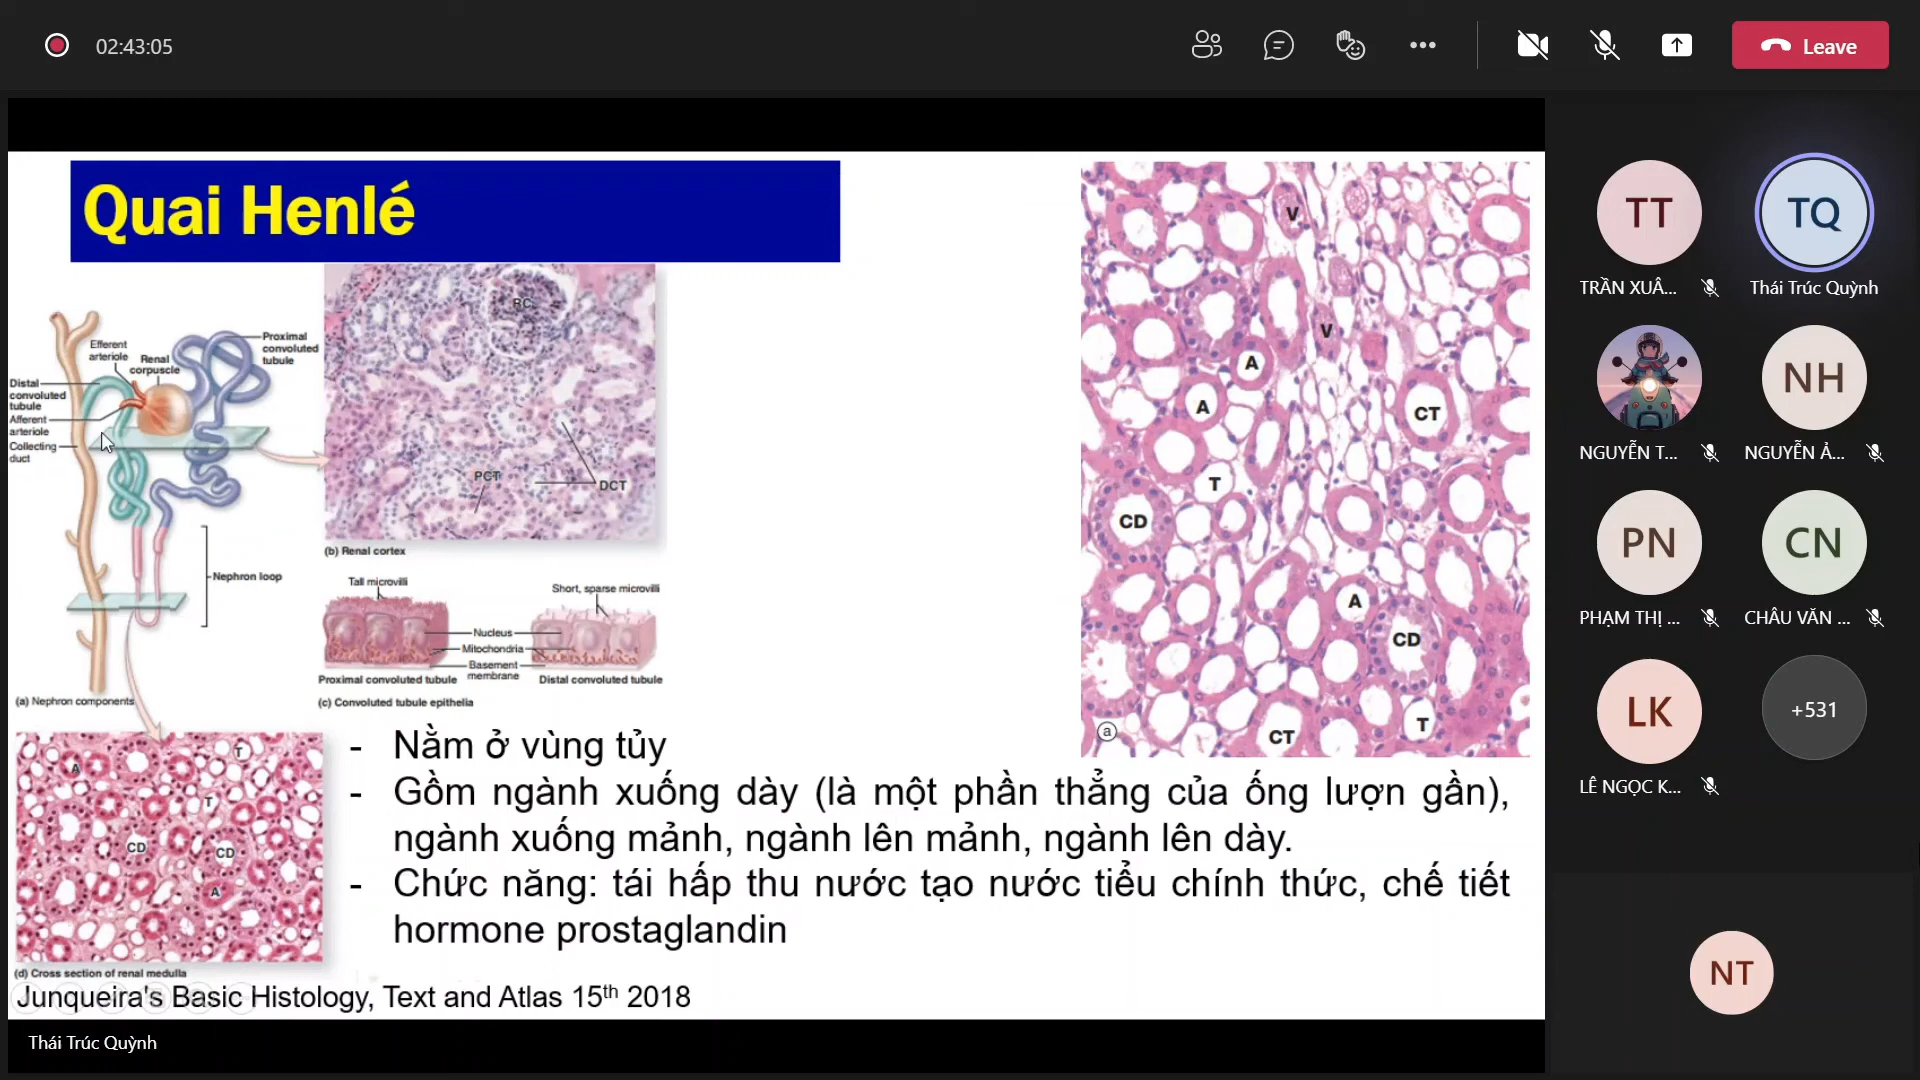 02:43:05
Leave
Quai Henlé
Efferent
arteriole
Renal
corpuscle
Proximal
convoluted
tubule
Distal
convoluted
tubule
Afferent
arteriole
Collecting
duct
Nephron loop
(a) Nephron components
RC
PCT
DCT
(b) Renal cortex
Tall microvilli
Short, sparse microvilli
Nucleus
Mitochondria
Basement
membrane
Proximal convoluted tubule
Distal convoluted tubule
(c) Convoluted tubule epithelia
V
V
A
A
CT
T
CD
A
CD
CT
T
a
A
T
T
CD
CD
A
(d) Cross section of renal medulla
- Nằm ở vùng tủy
- Gồm ngành xuống dày (là một phần thẳng của ống lượn gần),
ngành xuống mảnh, ngành lên mảnh, ngành lên dày.
- Chức năng: tái hấp thu nước tạo nước tiểu chính thức, chế tiết
hormone prostaglandin
Junqueira's Basic Histology, Text and Atlas 15th 2018
Thái Trúc Quỳnh
TT
TQ
TRẦN XUÂ...
Thái Trúc Quỳnh
NH
NGUYỄN T...
NGUYỄN Ả...
PN
CN
PHẠM THỊ ...
CHÂU VĂN ...
LK
+531
LÊ NGỌC K...
NT